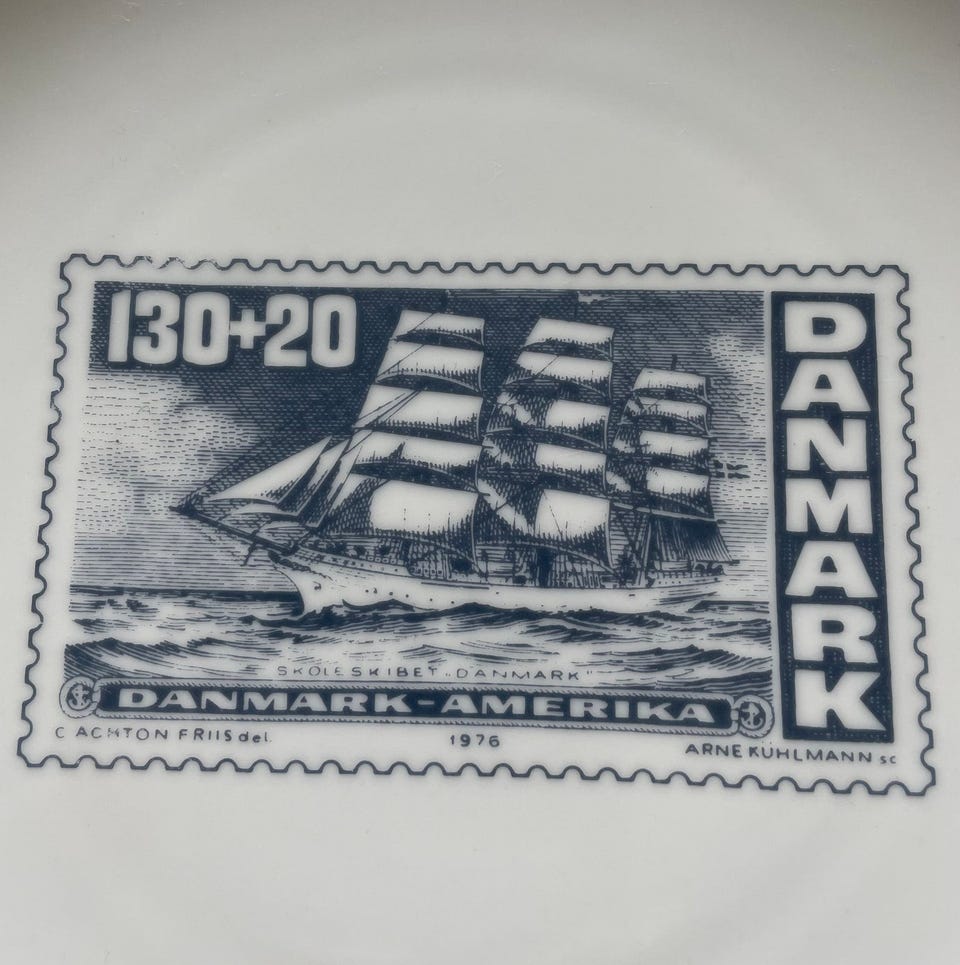 130+20
DANMARK
SKOLESKIBET „DANMARK"
DANMARK-AMERIKA
C ACHTON FRIIS del.
1976
ARNE KÜHLMANN sc